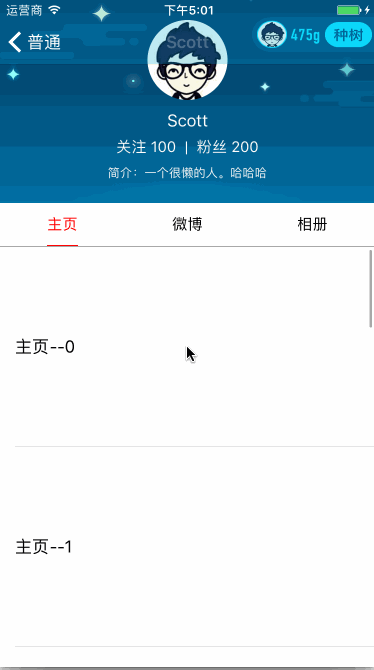 运营商 下午5:01
普通 Scott 475g 种树
Scott
关注 100 | 粉丝 200
简介：一个很懒的人。哈哈哈
主页 微博 相册
主页--0
主页--1